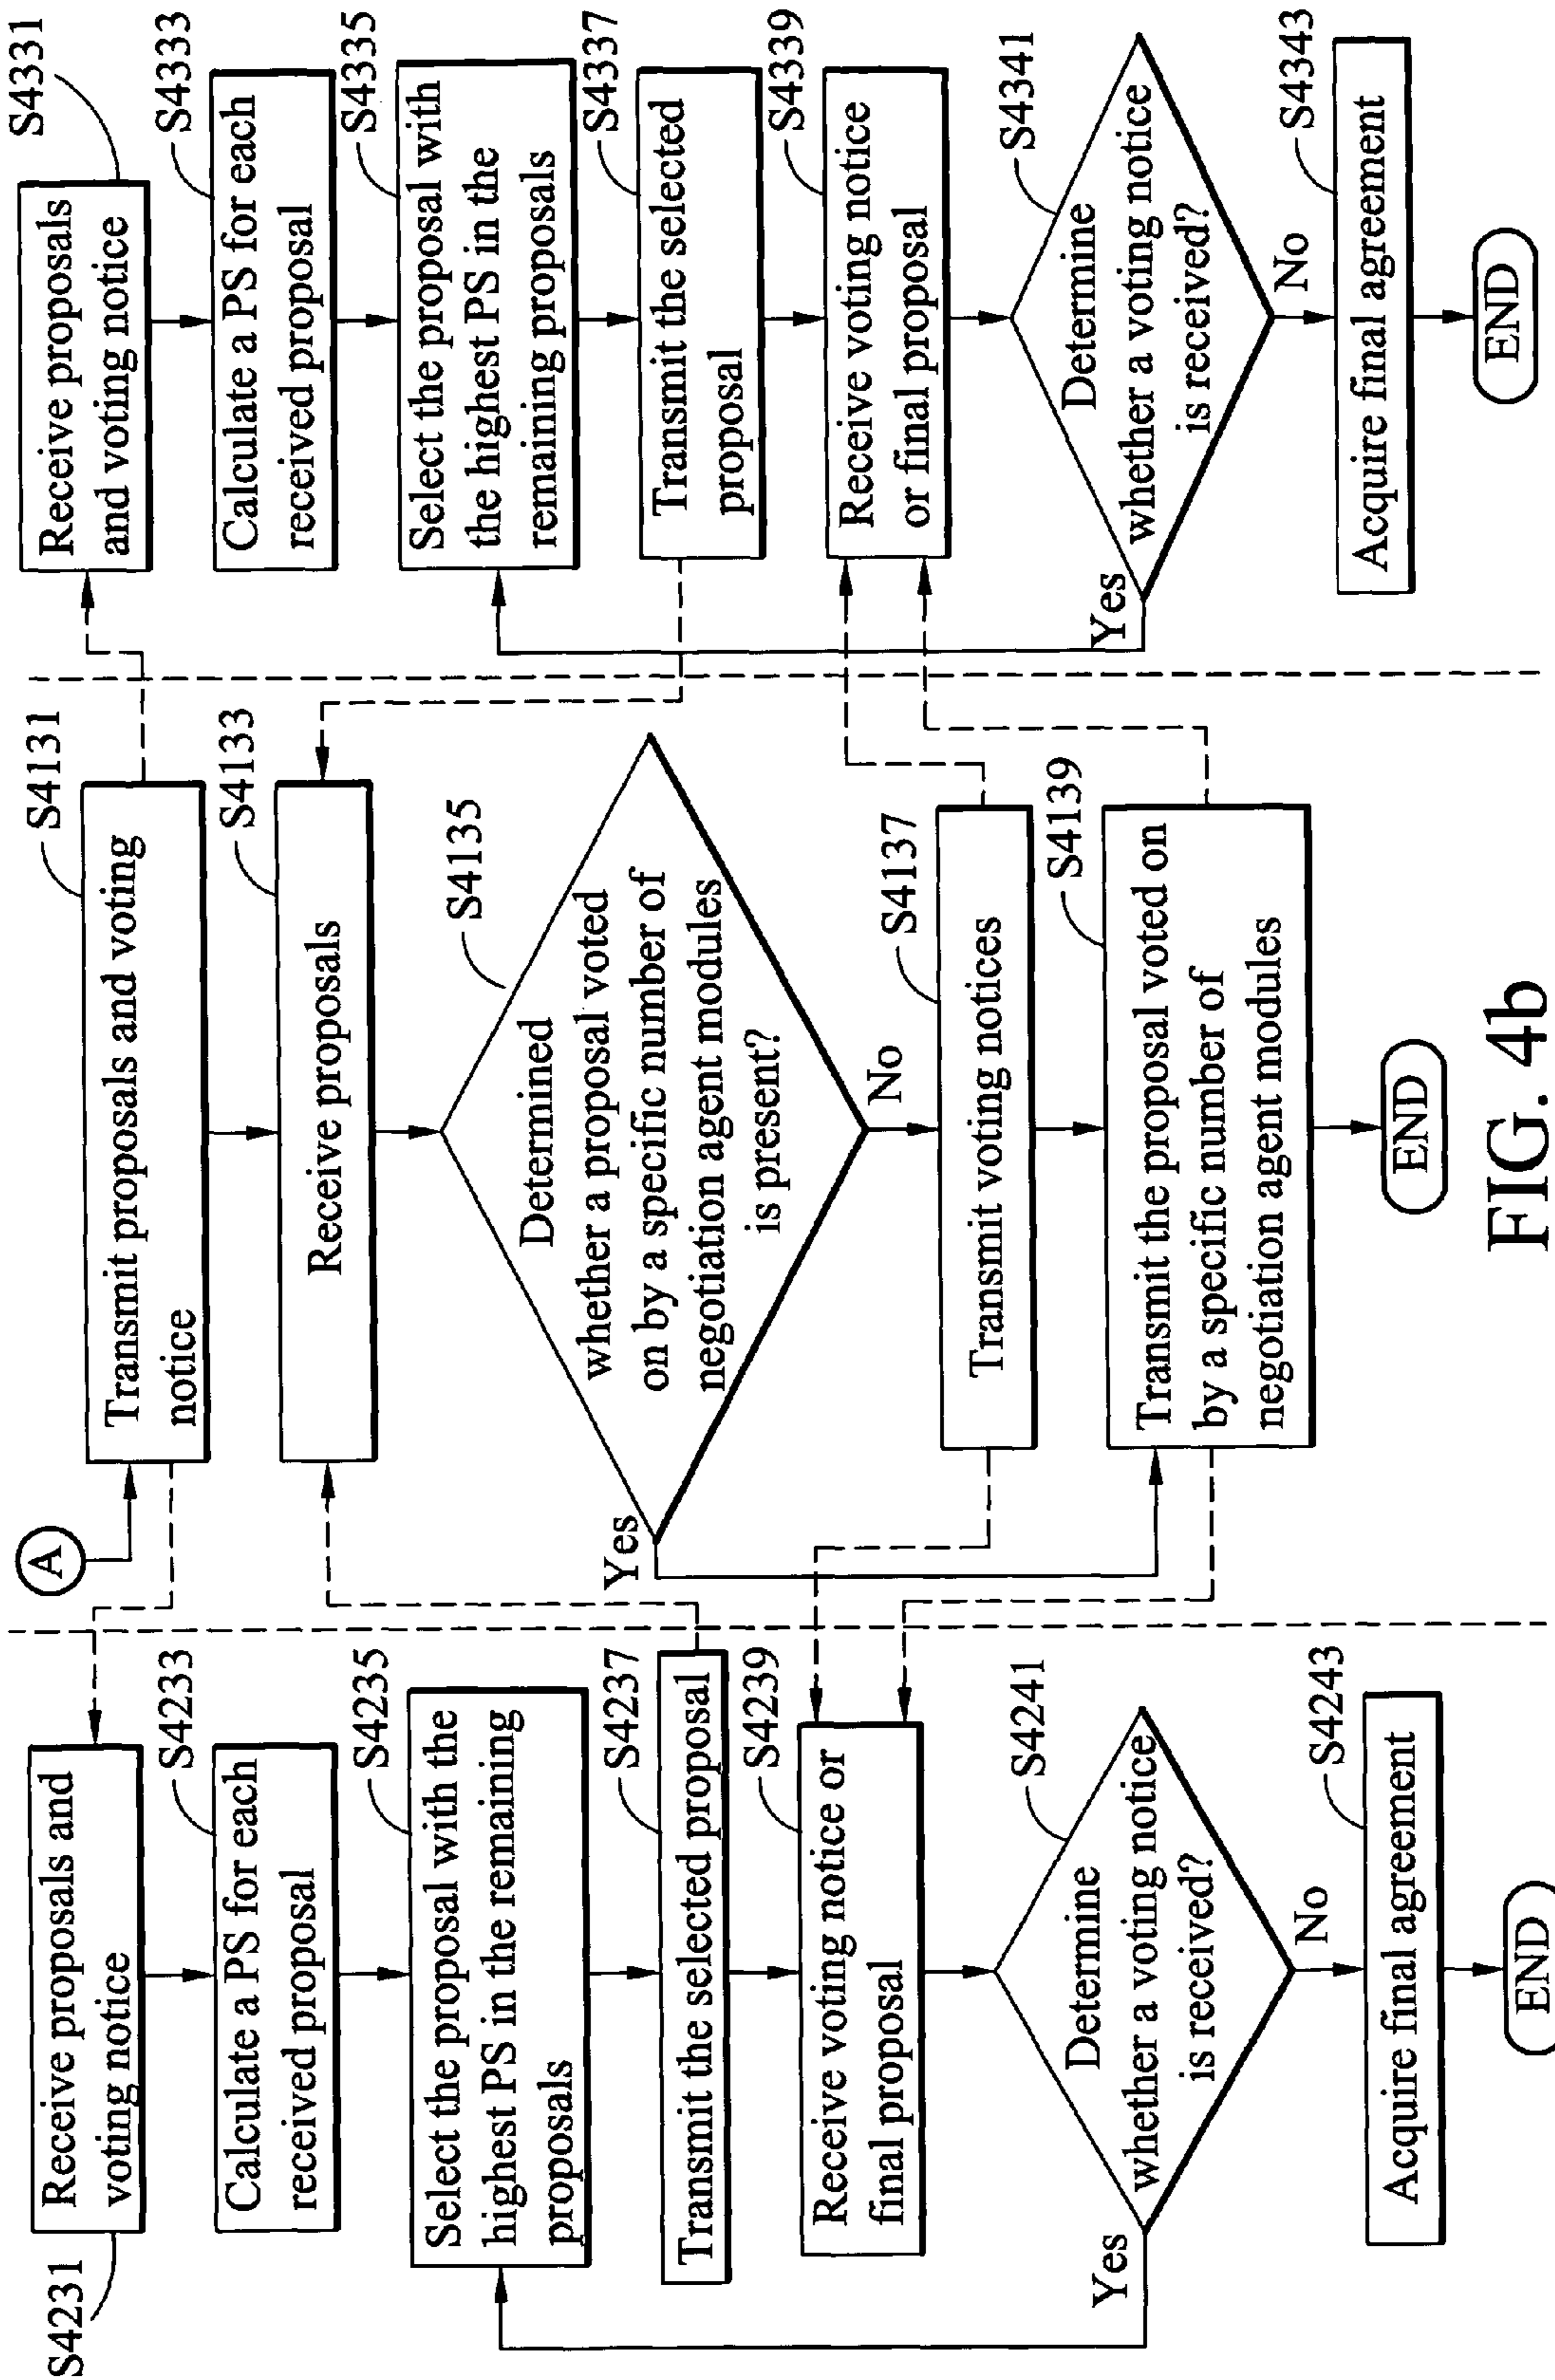 S4231
Receive proposals and
voting notice
S4233
Calculate a PS for each
received proposal
S4235
Select the proposal with the
highest PS in the remaining
proposals
S4237
Transmit the selected proposal
S4239
Receive voting notice or
final proposal
S4241
Determine
whether a voting notice
is received?
Yes
No
S4243
Acquire final agreement
END
A
S4131
Transmit proposals and voting
notice
S4133
Receive proposals
S4135
Determined
whether a proposal voted
on by a specific number of
negotiation agent modules
is present?
Yes
No
S4137
Transmit voting notices
S4139
Transmit the proposal voted on
by a specific number of
negotiation agent modules
END
S4331
Receive proposals
and voting notice
S4333
Calculate a PS for each
received proposal
S4335
Select the proposal with
the highest PS in the
remaining proposals
S4337
Transmit the selected
proposal
S4339
Receive voting notice
or final proposal
S4341
Determine
whether a voting notice
is received?
Yes
No
S4343
Acquire final agreement
END
FIG. 4b